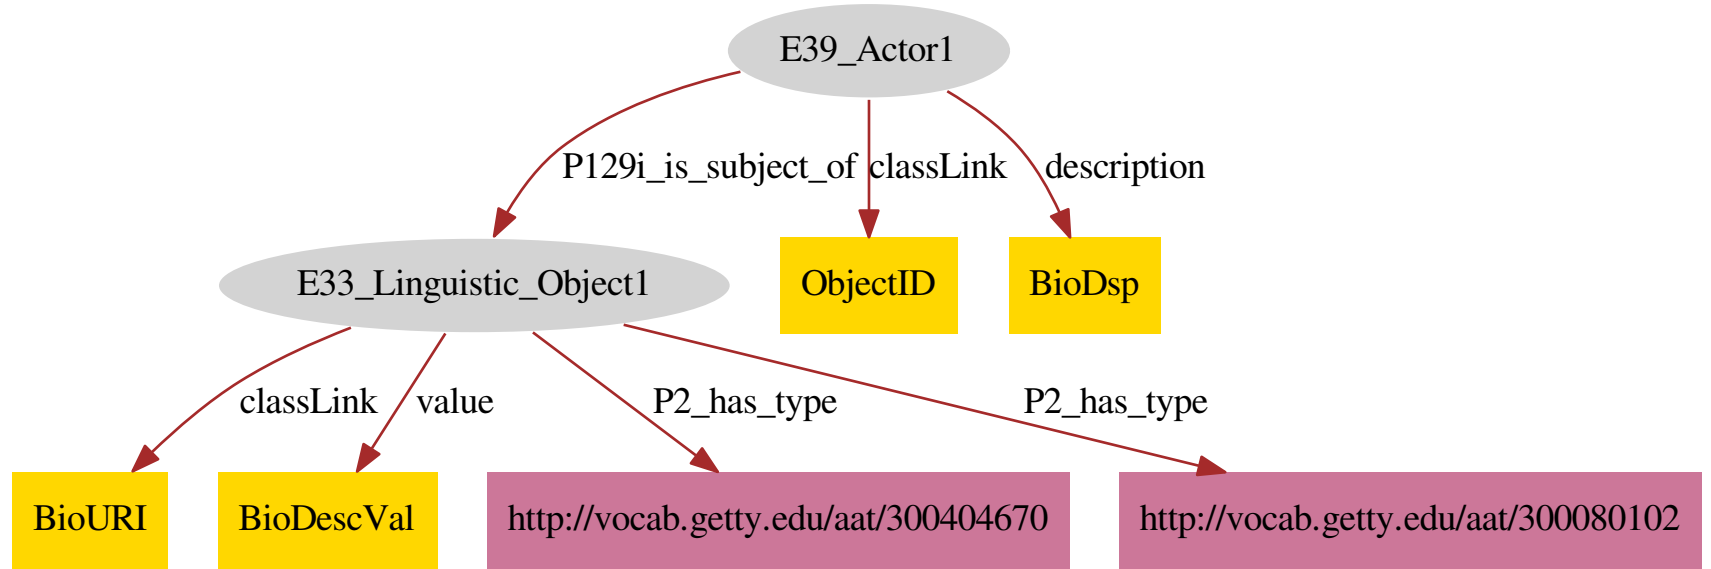 E39_Actor1
P129i_is_subject_of
classLink
description
E33_Linguistic_Object1
ObjectID
BioDsp
classLink
value
P2_has_type
P2_has_type
BioURI
BioDescVal
http://vocab.getty.edu/aat/300404670
http://vocab.getty.edu/aat/300080102